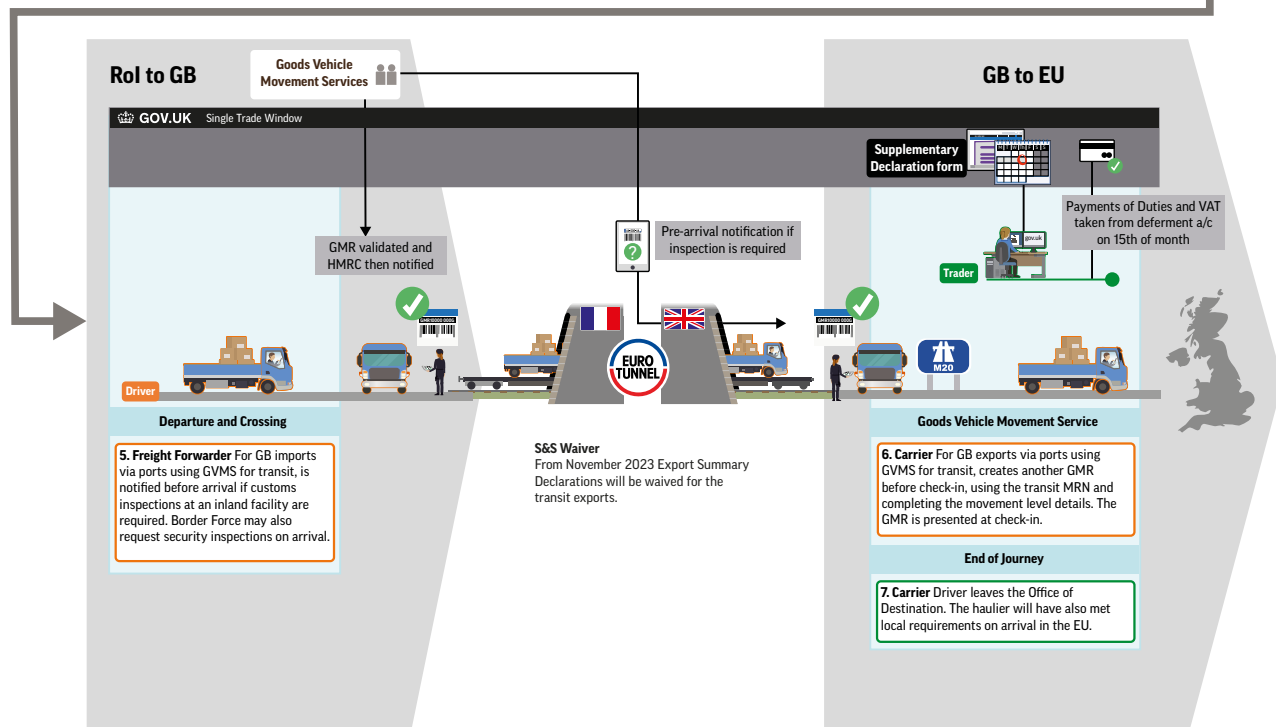 RoI to GB
Goods Vehicle
Movement Services
GB to EU
GOV.UK Single Trade Window
Supplementary
Declaration form
M T W Th F S S
GMR validated and
HMRC then notified
Pre-arrival notification if
inspection is required
Payments of Duties and VAT
taken from deferment a/c
on 15th of month
gov.uk
Trader
?
GMR10000 0006
GMR10000 0006
EURO
TUNNEL
M20
Driver
Departure and Crossing
5. Freight Forwarder For GB imports
via ports using GVMS for transit, is
notified before arrival if customs
inspections at an inland facility are
required. Border Force may also
request security inspections on arrival.
S&S Waiver
From November 2023 Export Summary
Declarations will be waived for the
transit exports.
Goods Vehicle Movement Service
6. Carrier For GB exports via ports using
GVMS for transit, creates another GMR
before check-in, using the transit MRN and
completing the movement level details. The
GMR is presented at check-in.
End of Journey
7. Carrier Driver leaves the Office of
Destination. The haulier will have also met
local requirements on arrival in the EU.